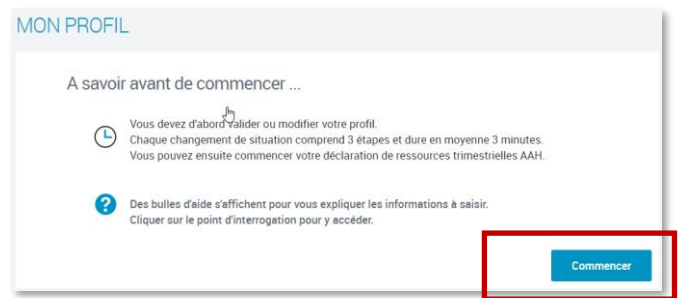 MON PROFIL
A savoir avant de commencer ...
Vous devez d'abord valider ou modifier votre profil.
Chaque changement de situation comprend 3 étapes et dure en moyenne 3 minutes.
Vous pouvez ensuite commencer votre déclaration de ressources trimestrielles AAH.
?
Des bulles d'aide s'affichent pour vous expliquer les informations à saisir.
Cliquer sur le point d'interrogation pour y accéder.
Commencer